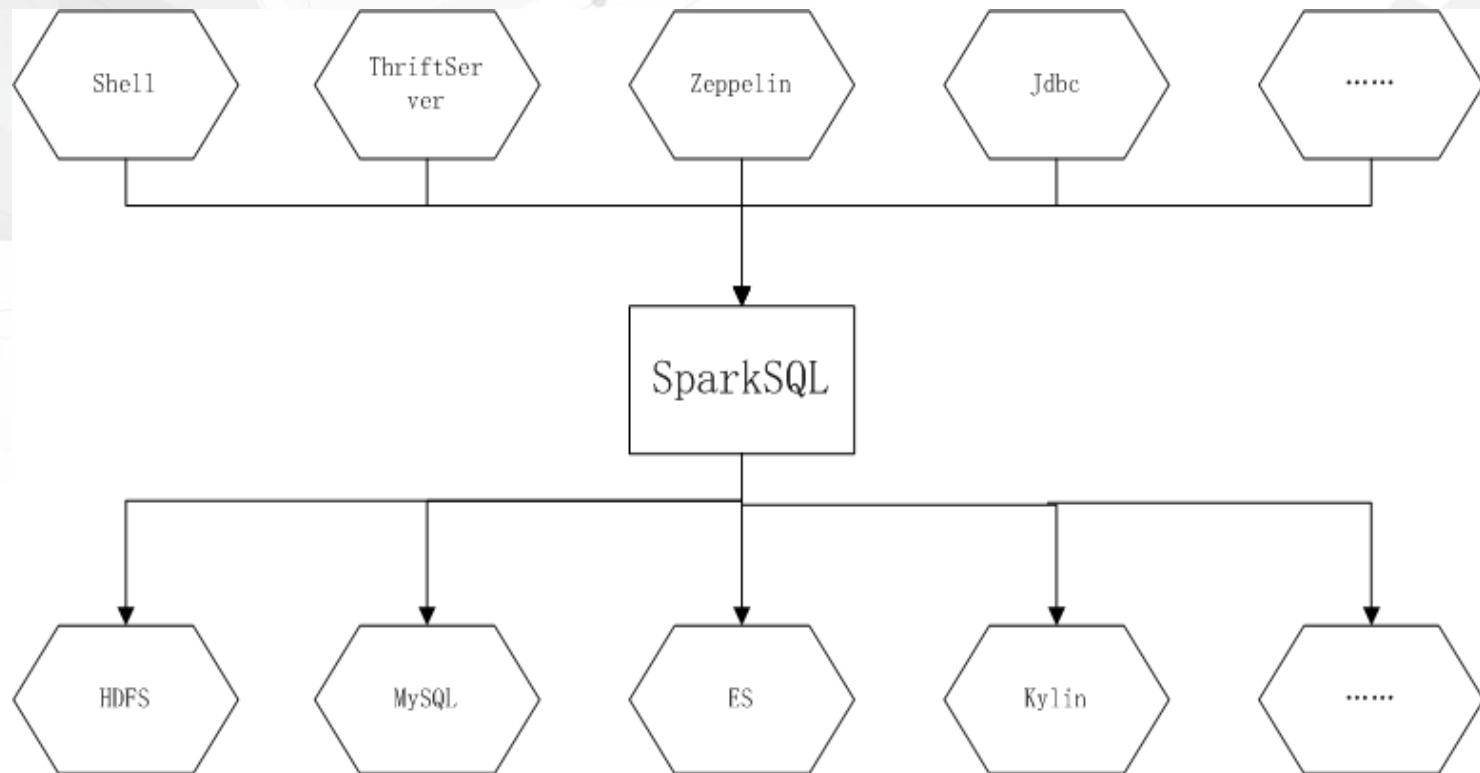 Shell
ThriftSer
ver
Zeppelin
Jdbc
……
SparkSQL
HDFS
MySQL
ES
Kylin
……